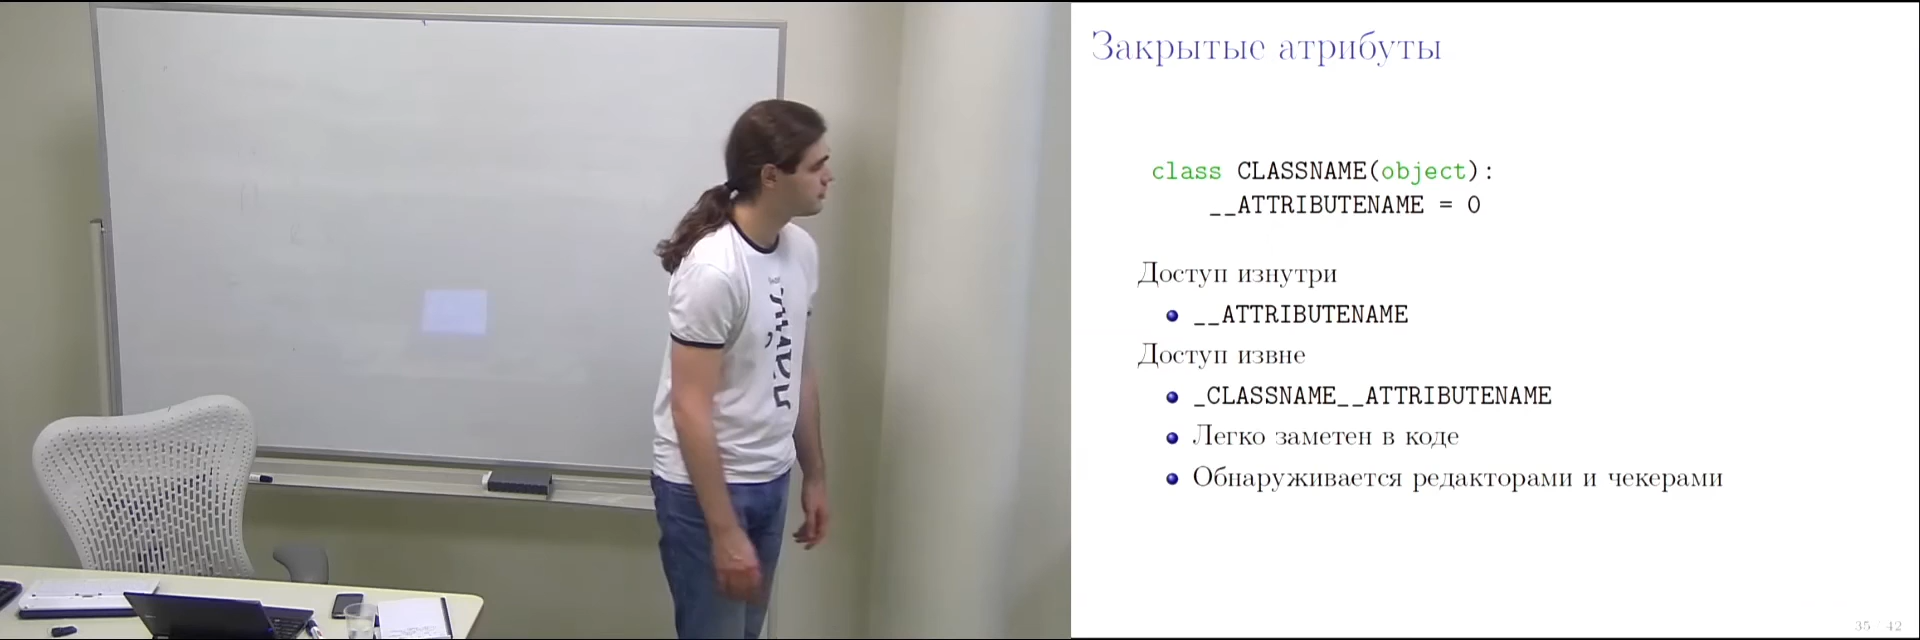 Закрытые атрибуты
class CLASSNAME(object):
__ATTRIBUTENAME = 0
Доступ изнутри
__ATTRIBUTENAME
Доступ извне
_CLASSNAME__ATTRIBUTENAME
Легко заметен в коде
Обнаруживается редакторами и чекерами
35 / 42